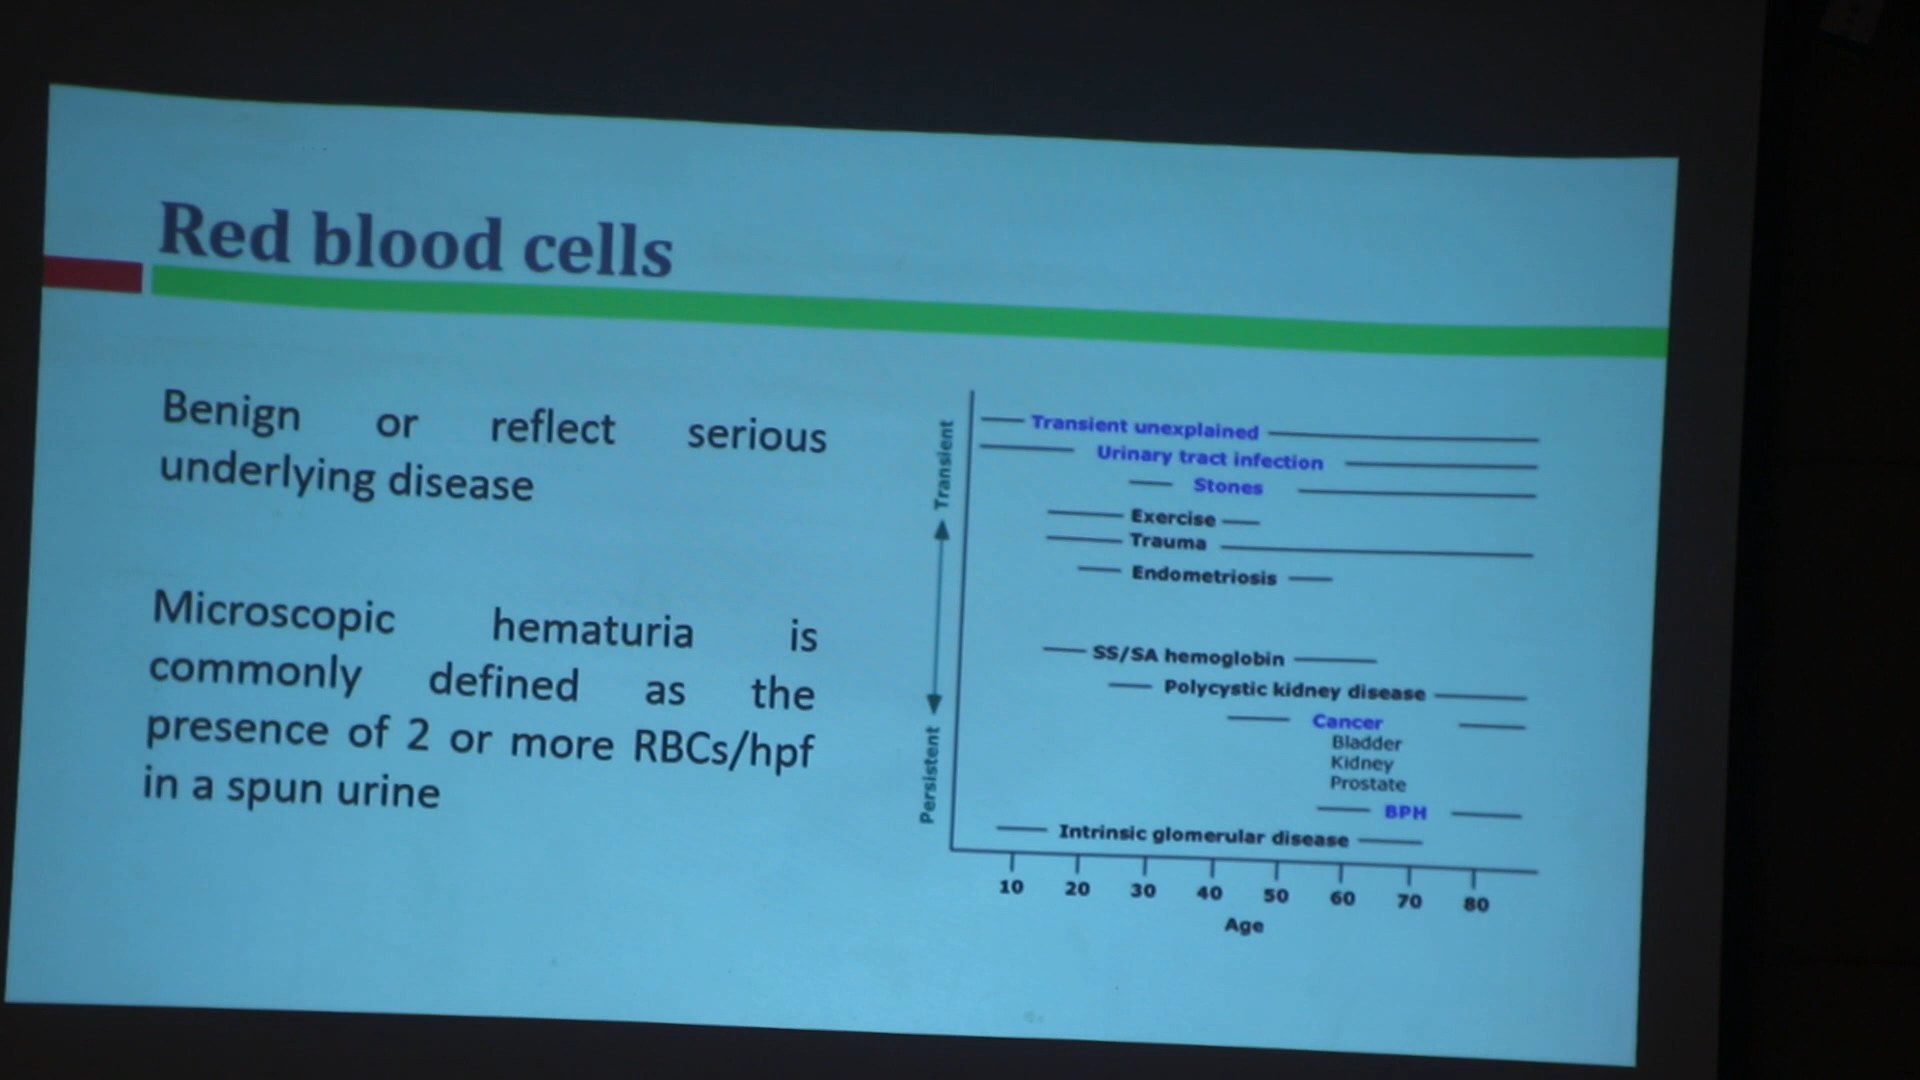 Red blood cells
Benign or reflect serious
underlying disease
Microscopic hematuria is
commonly defined as the
presence of 2 or more RBCs/hpf
in a spun urine
Transient
Persistent
Transient unexplained
Urinary tract infection
Stones
Exercise
Trauma
Endometriosis
SS/SA hemoglobin
Polycystic kidney disease
Cancer
Bladder
Kidney
Prostate
BPH
Intrinsic glomerular disease
10 20 30 40 50 60 70 80
Age